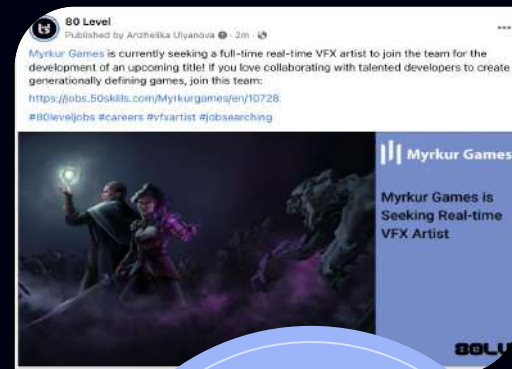 80 Level
Published by Anzhelika Ulyanova · 2m ·
Myrkur Games is currently seeking a full-time real-time VFX artist to join the team for the
development of an upcoming title! If you love collaborating with talented developers to create
generationally defining games, join this team:
https://jobs.50skills.com/Myrkurgames/en/10728
#80leveljobs #careers #vfxartist #jobsearching
Myrkur Games
Myrkur Games is
Seeking Real-time
VFX Artist
80LV